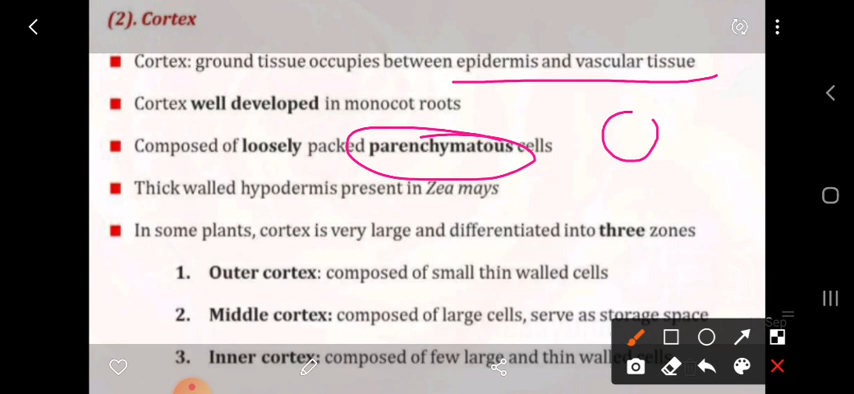 (2). Cortex
Cortex: ground tissue occupies between epidermis and vascular tissue
Cortex well developed in monocot roots
Composed of loosely packed parenchymatous cells
Thick walled hypodermis present in Zea mays
In some plants, cortex is very large and differentiated into three zones
1. Outer cortex: composed of small thin walled cells
2. Middle cortex: composed of large cells, serve as storage space
Sep
3. Inner cortex: composed of few large and thin walled cells